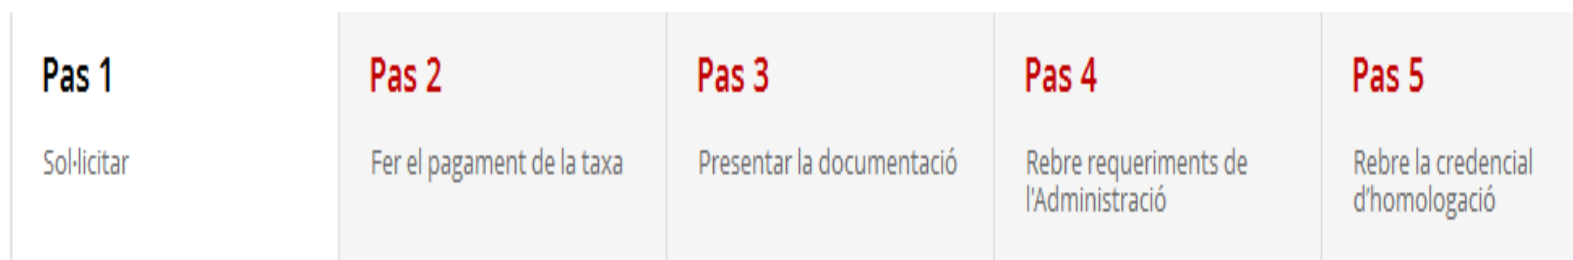 Pas 1
Sol·licitar
Pas 2
Fer el pagament de la taxa
Pas 3
Presentar la documentació
Pas 4
Rebre requeriments de
l'Administració
Pas 5
Rebre la credencial
d’homologació